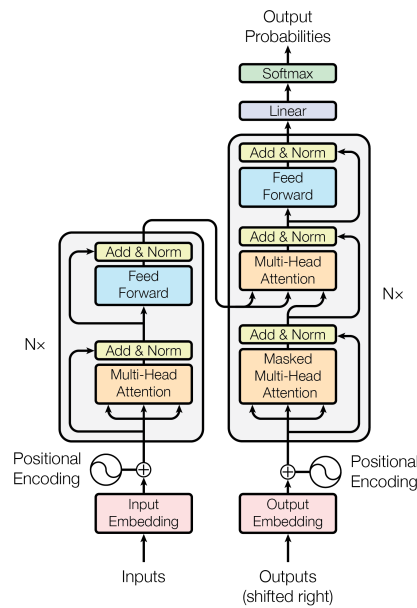 Output
Probabilities
Softmax
Linear
Add & Norm
Feed
Forward
Add & Norm
Multi-Head
Attention
Add & Norm
Masked
Multi-Head
Attention
Nx
Positional
Encoding
Output
Embedding
Outputs
(shifted right)
Add & Norm
Feed
Forward
Add & Norm
Multi-Head
Attention
Nx
Positional
Encoding
Input
Embedding
Inputs